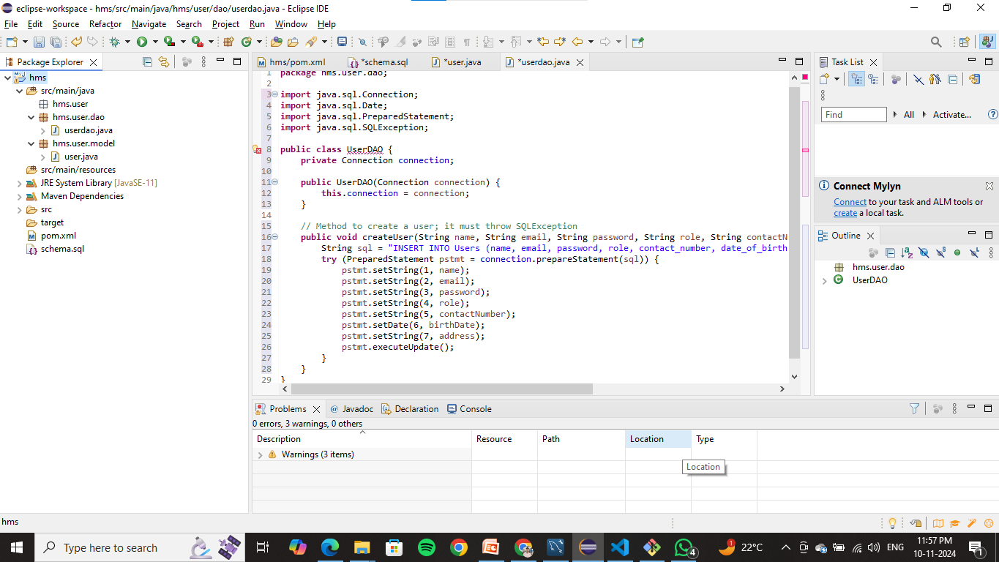 eclipse-workspace - hms/src/main/java/hms/user/dao/userdao.java - Eclipse IDE
File Edit Source Refactor Navigate Search Project Run Window Help
Package Explorer
hms
src/main/java
hms.user
hms.user.dao
userdao.java
hms.user.model
user.java
src/main/resources
JRE System Library [JavaSE-11]
Maven Dependencies
src
target
pom.xml
schema.sql
hms/pom.xml *schema.sql *user.java *userdao.java
1 package hms.user.dao;
2
3 import java.sql.Connection;
4 import java.sql.Date;
5 import java.sql.PreparedStatement;
6 import java.sql.SQLException;
7
8 public class UserDAO {
9 private Connection connection;
10
11 public UserDAO(Connection connection) {
12 this.connection = connection;
13 }
14
15 // Method to create a user; it must throw SQLException
16 public void createUser(String name, String email, String password, String role, String contactN
17 String sql = "INSERT INTO Users (name, email, password, role, contact_number, date_of_birth
18 try (PreparedStatement pstmt = connection.prepareStatement(sql)) {
19 pstmt.setString(1, name);
20 pstmt.setString(2, email);
21 pstmt.setString(3, password);
22 pstmt.setString(4, role);
23 pstmt.setString(5, contactNumber);
24 pstmt.setDate(6, birthDate);
25 pstmt.setString(7, address);
26 pstmt.executeUpdate();
27 }
28 }
29 }
Task List
Find All Activate...
Connect Mylyn
Connect to your task and ALM tools or
create a local task.
Outline
hms.user.dao
UserDAO
Problems Javadoc Declaration Console
0 errors, 3 warnings, 0 others
Description Resource Path Location Type
Warnings (3 items)
Location
hms
Type here to search
1
4
22°C
ENG
11:57 PM
10-11-2024
1